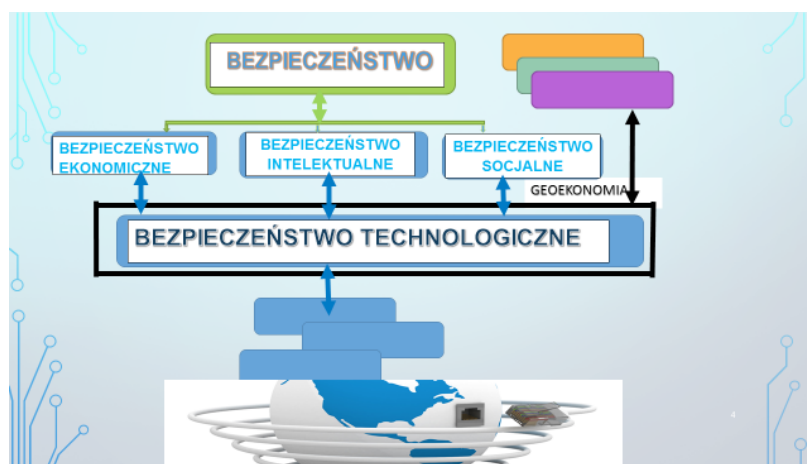 BEZPIECZEŃSTWO
BEZPIECZEŃSTWO
EKONOMICZNE
BEZPIECZEŃSTWO
INTELEKTUALNE
BEZPIECZEŃSTWO
SOCJALNE
GEOEKONOMIA
BEZPIECZEŃSTWO TECHNOLOGICZNE
4